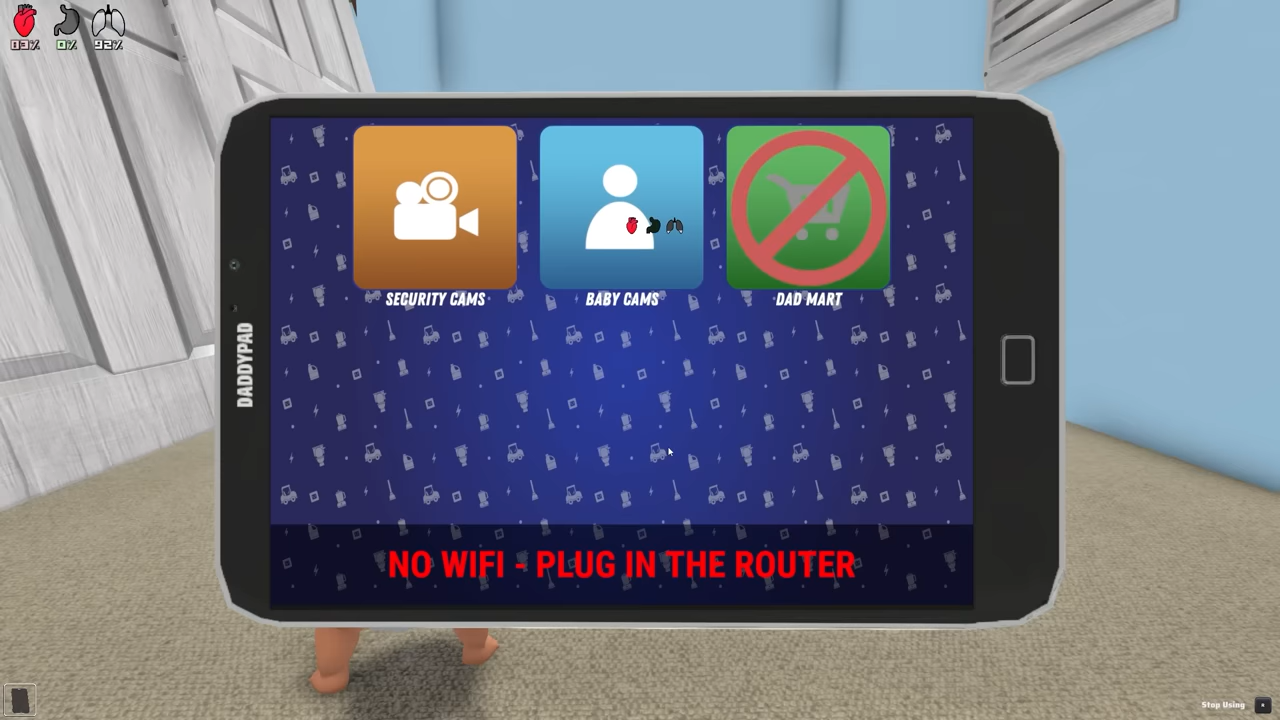 83% 0% 92%
SECURITY CAMS BABY CAMS DAD MART
DADDYPAD
NO WIFI - PLUG IN THE ROUTER
Stop Using